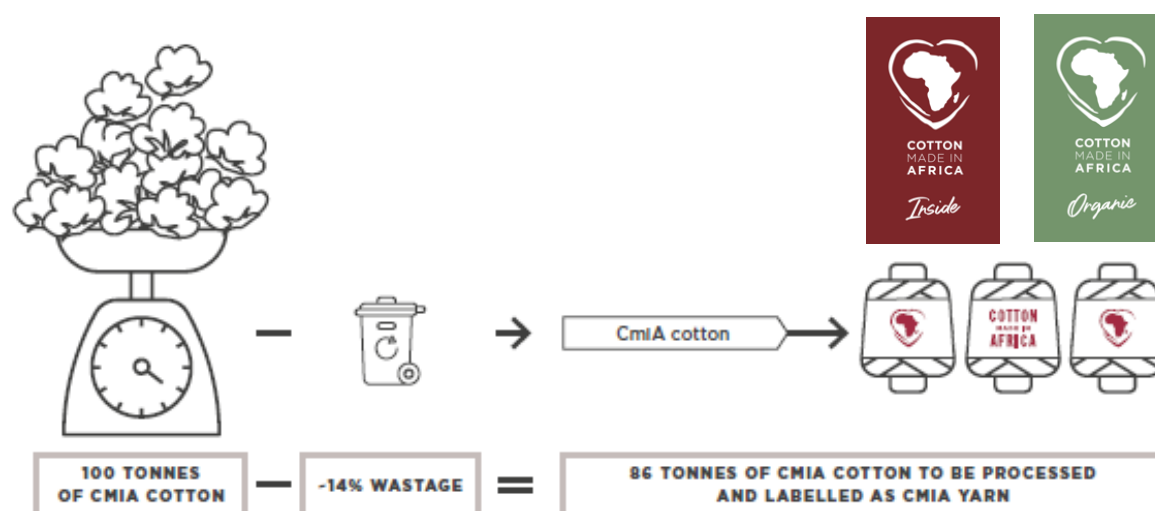 COTTON
MADE IN
AFRICA
Inside
COTTON
MADE IN
AFRICA
Organic
CmiA cotton
COTTON
MADE IN
AFRICA
100 TONNES
OF CMIA COTTON
-14% WASTAGE
86 TONNES OF CMIA COTTON TO BE PROCESSED
AND LABELLED AS CMIA YARN